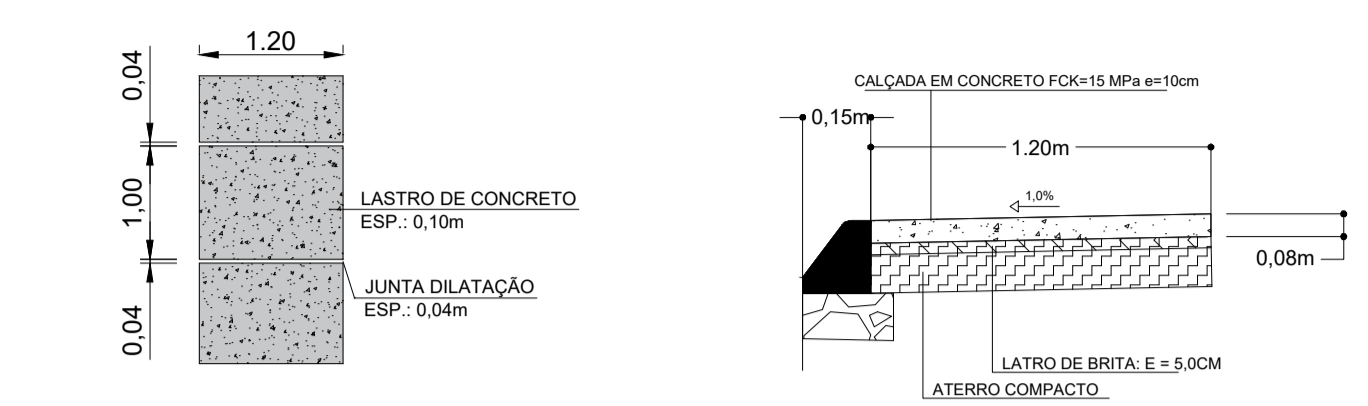 1.20
0,04
1,00
0,04
LASTRO DE CONCRETO
ESP.: 0,10m
JUNTA DILATAÇÃO
ESP.: 0,04m
CALÇADA EM CONCRETO FCK=15 MPa e=10cm
0,15m
1.20m
1,0%
0,08m
LATRO DE BRITA: E = 5,0CM
ATERRO COMPACTO